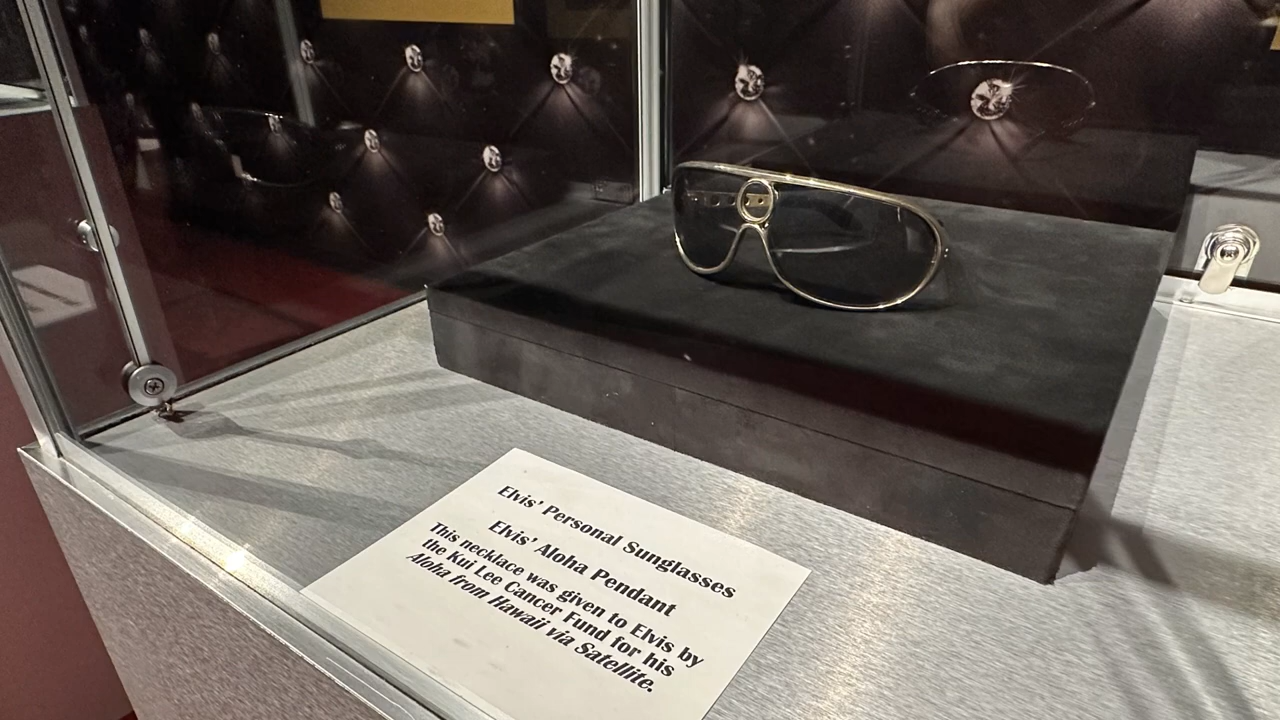 Elvis' Personal Sunglasses
Elvis' Aloha Pendant
This necklace was given to Elvis by
the Kui Lee Cancer Fund for his
Aloha from Hawaii via Satellite.